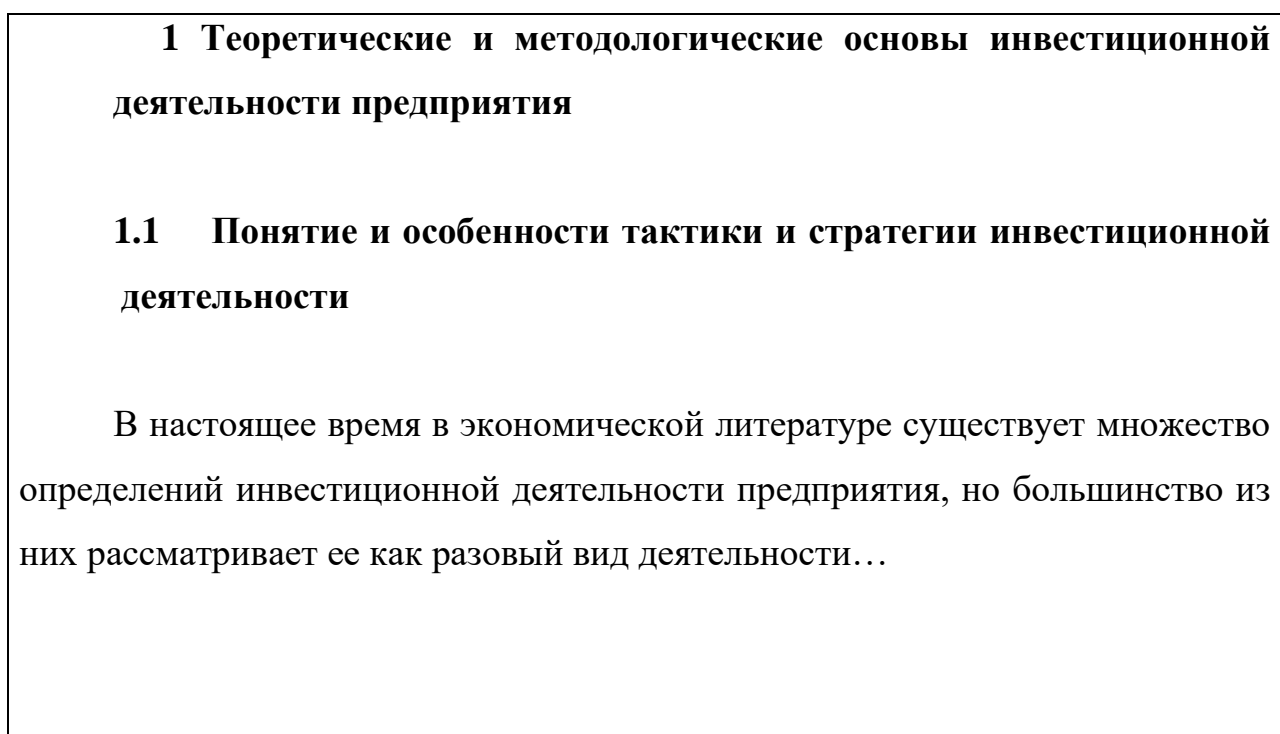 1 Теоретические и методологические основы инвестиционной
деятельности предприятия
1.1 Понятие и особенности тактики и стратегии инвестиционной
деятельности
В настоящее время в экономической литературе существует множество
определений инвестиционной деятельности предприятия, но большинство из
них рассматривает ее как разовый вид деятельности…